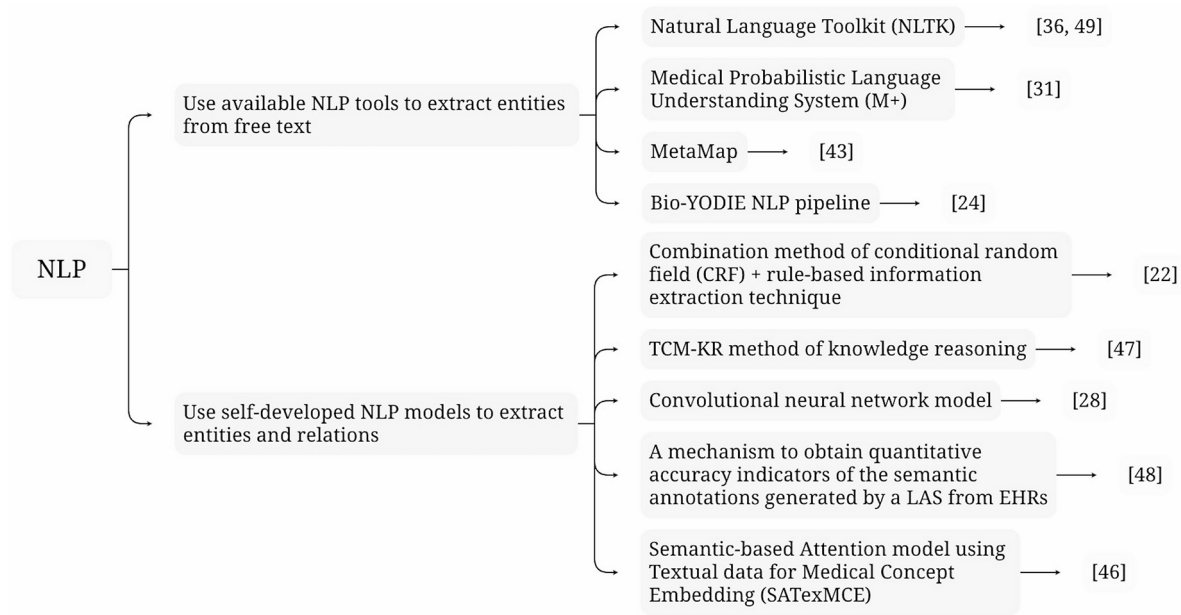 NLP
Use available NLP tools to extract entities
from free text
Natural Language Toolkit (NLTK)
[36, 49]
Medical Probabilistic Language
Understanding System (M+)
[31]
MetaMap
[43]
Bio-YODIE NLP pipeline
[24]
Use self-developed NLP models to extract
entities and relations
Combination method of conditional random
field (CRF) + rule-based information
extraction technique
[22]
TCM-KR method of knowledge reasoning
[47]
Convolutional neural network model
[28]
A mechanism to obtain quantitative
accuracy indicators of the semantic
annotations generated by a LAS from EHRs
[48]
Semantic-based Attention model using
Textual data for Medical Concept
Embedding (SATexMCE)
[46]